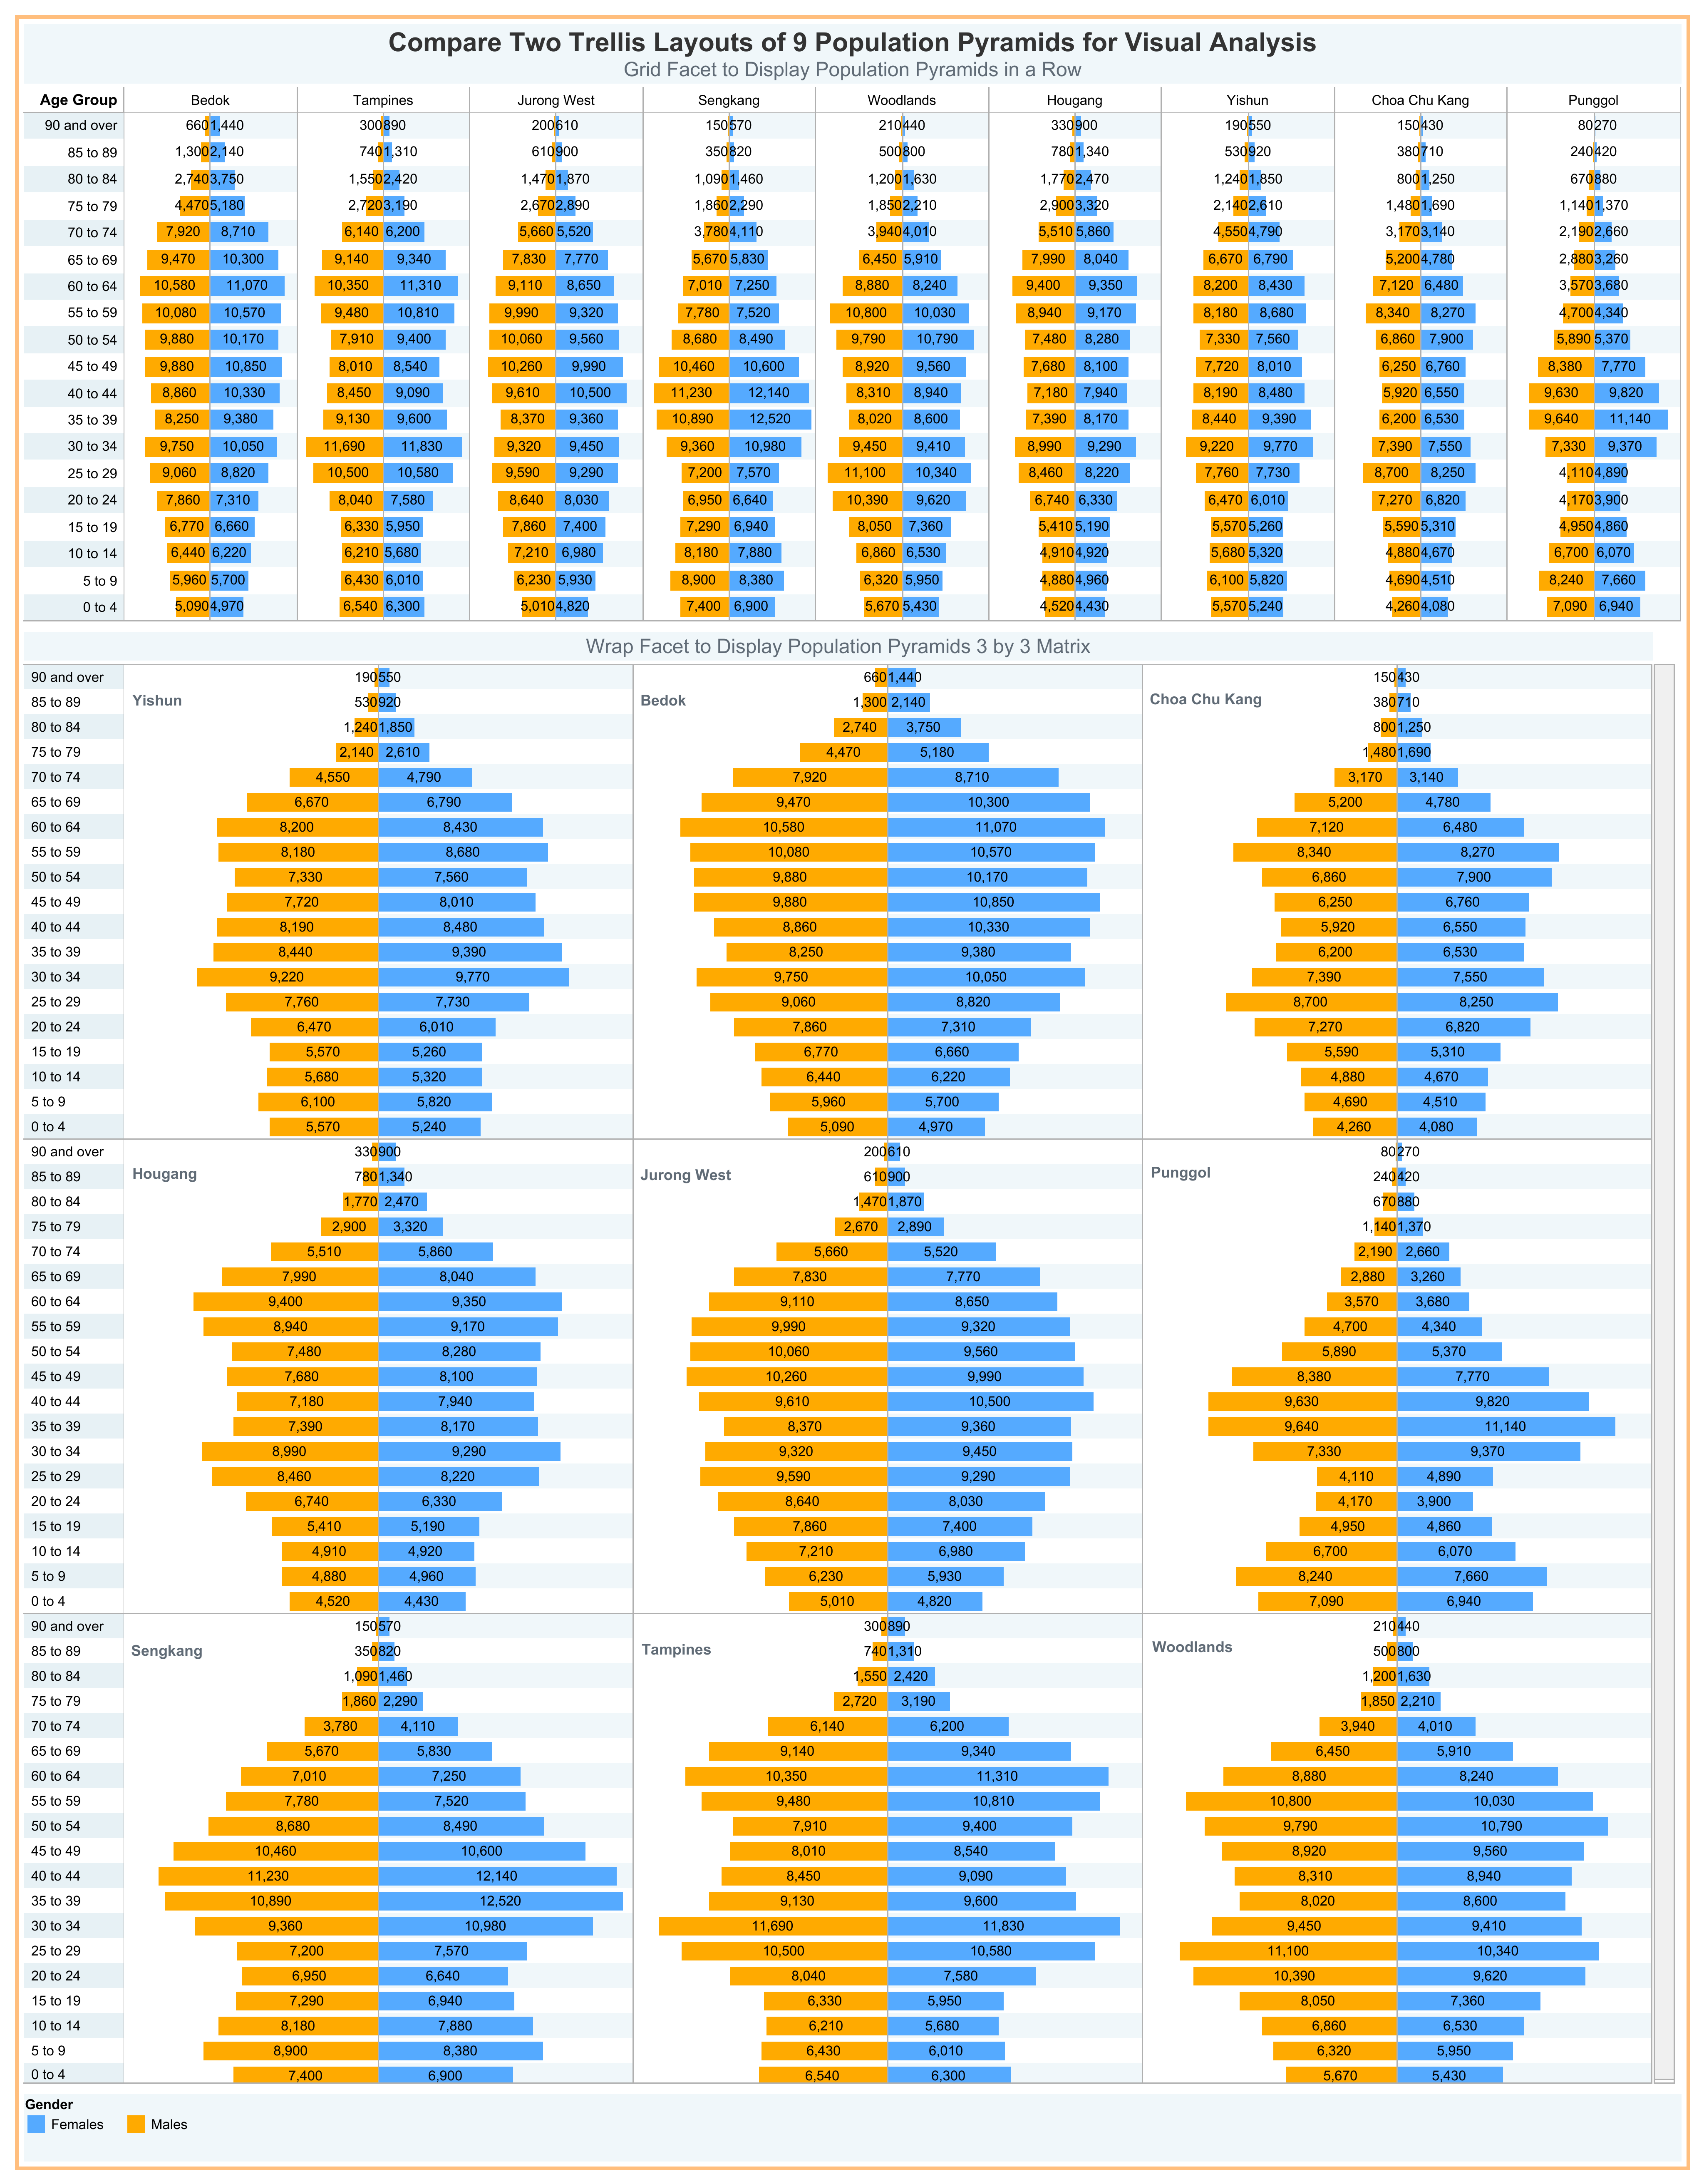 Compare Two Trellis Layouts of 9 Population Pyramids for Visual Analysis
Grid Facet to Display Population Pyramids in a Row
Age Group Bedok Tampines Jurong West Sengkang Woodlands Hougang Yishun Choa Chu Kang Punggol
90 and over 660 1,440 300 890 200 610 150 570 210 440 330 900 190 550 150 430 80 270
85 to 89 1,300 2,140 740 1,310 610 900 350 820 500 800 780 1,340 530 920 380 710 240 420
80 to 84 2,740 3,750 1,550 2,420 1,470 1,870 1,090 1,460 1,200 1,630 1,770 2,470 1,240 1,850 800 1,250 670 880
75 to 79 4,470 5,180 2,720 3,190 2,670 2,890 1,860 2,290 1,850 2,210 2,900 3,320 2,140 2,610 1,480 1,690 1,140 1,370
70 to 74 7,920 8,710 6,140 6,200 5,660 5,520 3,780 4,110 3,940 4,010 5,510 5,860 4,550 4,790 3,170 3,140 2,190 2,660
65 to 69 9,470 10,300 9,140 9,340 7,830 7,770 5,670 5,830 6,450 5,910 7,990 8,040 6,670 6,790 5,200 4,780 2,880 3,260
60 to 64 10,580 11,070 10,350 11,310 9,110 8,650 7,010 7,250 8,880 8,240 9,400 9,350 8,200 8,430 7,120 6,480 3,570 3,680
55 to 59 10,080 10,570 9,480 10,810 9,990 9,320 7,780 7,520 10,800 10,030 8,940 9,170 8,180 8,680 8,340 8,270 4,700 4,340
50 to 54 9,880 10,170 7,910 9,400 10,060 9,560 8,680 8,490 9,790 10,790 7,480 8,280 7,330 7,560 6,860 7,900 5,890 5,370
45 to 49 9,880 10,850 8,010 8,540 10,260 9,990 10,460 10,600 8,920 9,560 7,680 8,100 7,720 8,010 6,250 6,760 8,380 7,770
40 to 44 8,860 10,330 8,450 9,090 9,610 10,500 11,230 12,140 8,310 8,940 7,180 7,940 8,190 8,480 5,920 6,550 9,630 9,820
35 to 39 8,250 9,380 9,130 9,600 8,370 9,360 10,890 12,520 8,020 8,600 7,390 8,170 8,440 9,390 6,200 6,530 9,640 11,140
30 to 34 9,750 10,050 11,690 11,830 9,320 9,450 9,360 10,980 9,450 9,410 8,990 9,290 9,220 9,770 7,390 7,550 7,330 9,370
25 to 29 9,060 8,820 10,500 10,580 9,590 9,290 7,200 7,570 11,100 10,340 8,460 8,220 7,760 7,730 8,700 8,250 4,110 4,890
20 to 24 7,860 7,310 8,040 7,580 8,640 8,030 6,950 6,640 10,390 9,620 6,740 6,330 6,470 6,010 7,270 6,820 4,170 3,900
15 to 19 6,770 6,660 6,330 5,950 7,860 7,400 7,290 6,940 8,050 7,360 5,410 5,190 5,570 5,260 5,590 5,310 4,950 4,860
10 to 14 6,440 6,220 6,210 5,680 7,210 6,980 8,180 7,880 6,860 6,530 4,910 4,920 5,680 5,320 4,880 4,670 6,700 6,070
5 to 9 5,960 5,700 6,430 6,010 6,230 5,930 8,900 8,380 6,320 5,950 4,880 4,960 6,100 5,820 4,690 4,510 8,240 7,660
0 to 4 5,090 4,970 6,540 6,300 5,010 4,820 7,400 6,900 5,670 5,430 4,520 4,430 5,570 5,240 4,260 4,080 7,090 6,940
Wrap Facet to Display Population Pyramids 3 by 3 Matrix
90 and over 190 550 660 1,440 150 430
Yishun Bedok Choa Chu Kang
85 to 89 530 920 1,300 2,140 380 710
80 to 84 1,240 1,850 2,740 3,750 800 1,250
75 to 79 2,140 2,610 4,470 5,180 1,480 1,690
70 to 74 4,550 4,790 7,920 8,710 3,170 3,140
65 to 69 6,670 6,790 9,470 10,300 5,200 4,780
60 to 64 8,200 8,430 10,580 11,070 7,120 6,480
55 to 59 8,180 8,680 10,080 10,570 8,340 8,270
50 to 54 7,330 7,560 9,880 10,170 6,860 7,900
45 to 49 7,720 8,010 9,880 10,850 6,250 6,760
40 to 44 8,190 8,480 8,860 10,330 5,920 6,550
35 to 39 8,440 9,390 8,250 9,380 6,200 6,530
30 to 34 9,220 9,770 9,750 10,050 7,390 7,550
25 to 29 7,760 7,730 9,060 8,820 8,700 8,250
20 to 24 6,470 6,010 7,860 7,310 7,270 6,820
15 to 19 5,570 5,260 6,770 6,660 5,590 5,310
10 to 14 5,680 5,320 6,440 6,220 4,880 4,670
5 to 9 6,100 5,820 5,960 5,700 4,690 4,510
0 to 4 5,570 5,240 5,090 4,970 4,260 4,080
90 and over 330 900 200 610 80 270
Hougang Jurong West Punggol
85 to 89 780 1,340 610 900 240 420
80 to 84 1,770 2,470 1,470 1,870 670 880
75 to 79 2,900 3,320 2,670 2,890 1,140 1,370
70 to 74 5,510 5,860 5,660 5,520 2,190 2,660
65 to 69 7,990 8,040 7,830 7,770 2,880 3,260
60 to 64 9,400 9,350 9,110 8,650 3,570 3,680
55 to 59 8,940 9,170 9,990 9,320 4,700 4,340
50 to 54 7,480 8,280 10,060 9,560 5,890 5,370
45 to 49 7,680 8,100 10,260 9,990 8,380 7,770
40 to 44 7,180 7,940 9,610 10,500 9,630 9,820
35 to 39 7,390 8,170 8,370 9,360 9,640 11,140
30 to 34 8,990 9,290 9,320 9,450 7,330 9,370
25 to 29 8,460 8,220 9,590 9,290 4,110 4,890
20 to 24 6,740 6,330 8,640 8,030 4,170 3,900
15 to 19 5,410 5,190 7,860 7,400 4,950 4,860
10 to 14 4,910 4,920 7,210 6,980 6,700 6,070
5 to 9 4,880 4,960 6,230 5,930 8,240 7,660
0 to 4 4,520 4,430 5,010 4,820 7,090 6,940
90 and over 150 570 300 890 210 440
Sengkang Tampines Woodlands
85 to 89 350 820 740 1,310 500 800
80 to 84 1,090 1,460 1,550 2,420 1,200 1,630
75 to 79 1,860 2,290 2,720 3,190 1,850 2,210
70 to 74 3,780 4,110 6,140 6,200 3,940 4,010
65 to 69 5,670 5,830 9,140 9,340 6,450 5,910
60 to 64 7,010 7,250 10,350 11,310 8,880 8,240
55 to 59 7,780 7,520 9,480 10,810 10,800 10,030
50 to 54 8,680 8,490 7,910 9,400 9,790 10,790
45 to 49 10,460 10,600 8,010 8,540 8,920 9,560
40 to 44 11,230 12,140 8,450 9,090 8,310 8,940
35 to 39 10,890 12,520 9,130 9,600 8,020 8,600
30 to 34 9,360 10,980 11,690 11,830 9,450 9,410
25 to 29 7,200 7,570 10,500 10,580 11,100 10,340
20 to 24 6,950 6,640 8,040 7,580 10,390 9,620
15 to 19 7,290 6,940 6,330 5,950 8,050 7,360
10 to 14 8,180 7,880 6,210 5,680 6,860 6,530
5 to 9 8,900 8,380 6,430 6,010 6,320 5,950
0 to 4 7,400 6,900 6,540 6,300 5,670 5,430
Gender
Females Males